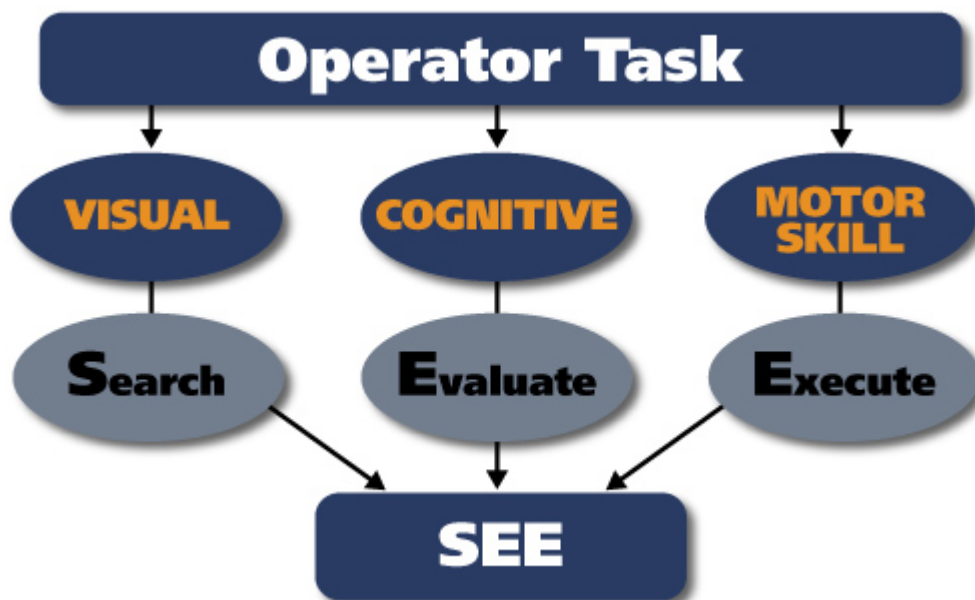 Operator Task
VISUAL
COGNITIVE
MOTOR
SKILL
Search
Evaluate
Execute
SEE